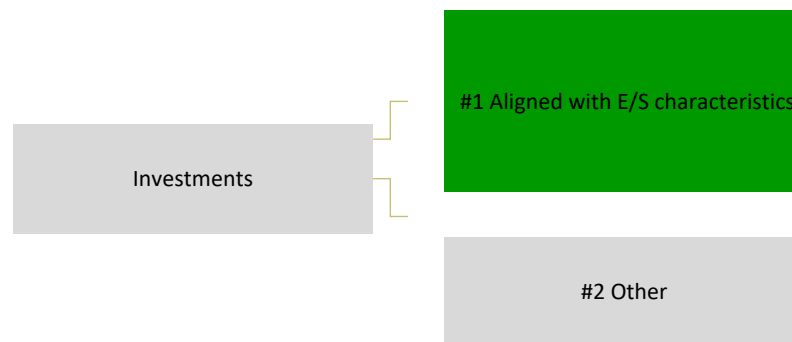 #1 Aligned with E/S characteristics
Investments
#2 Other